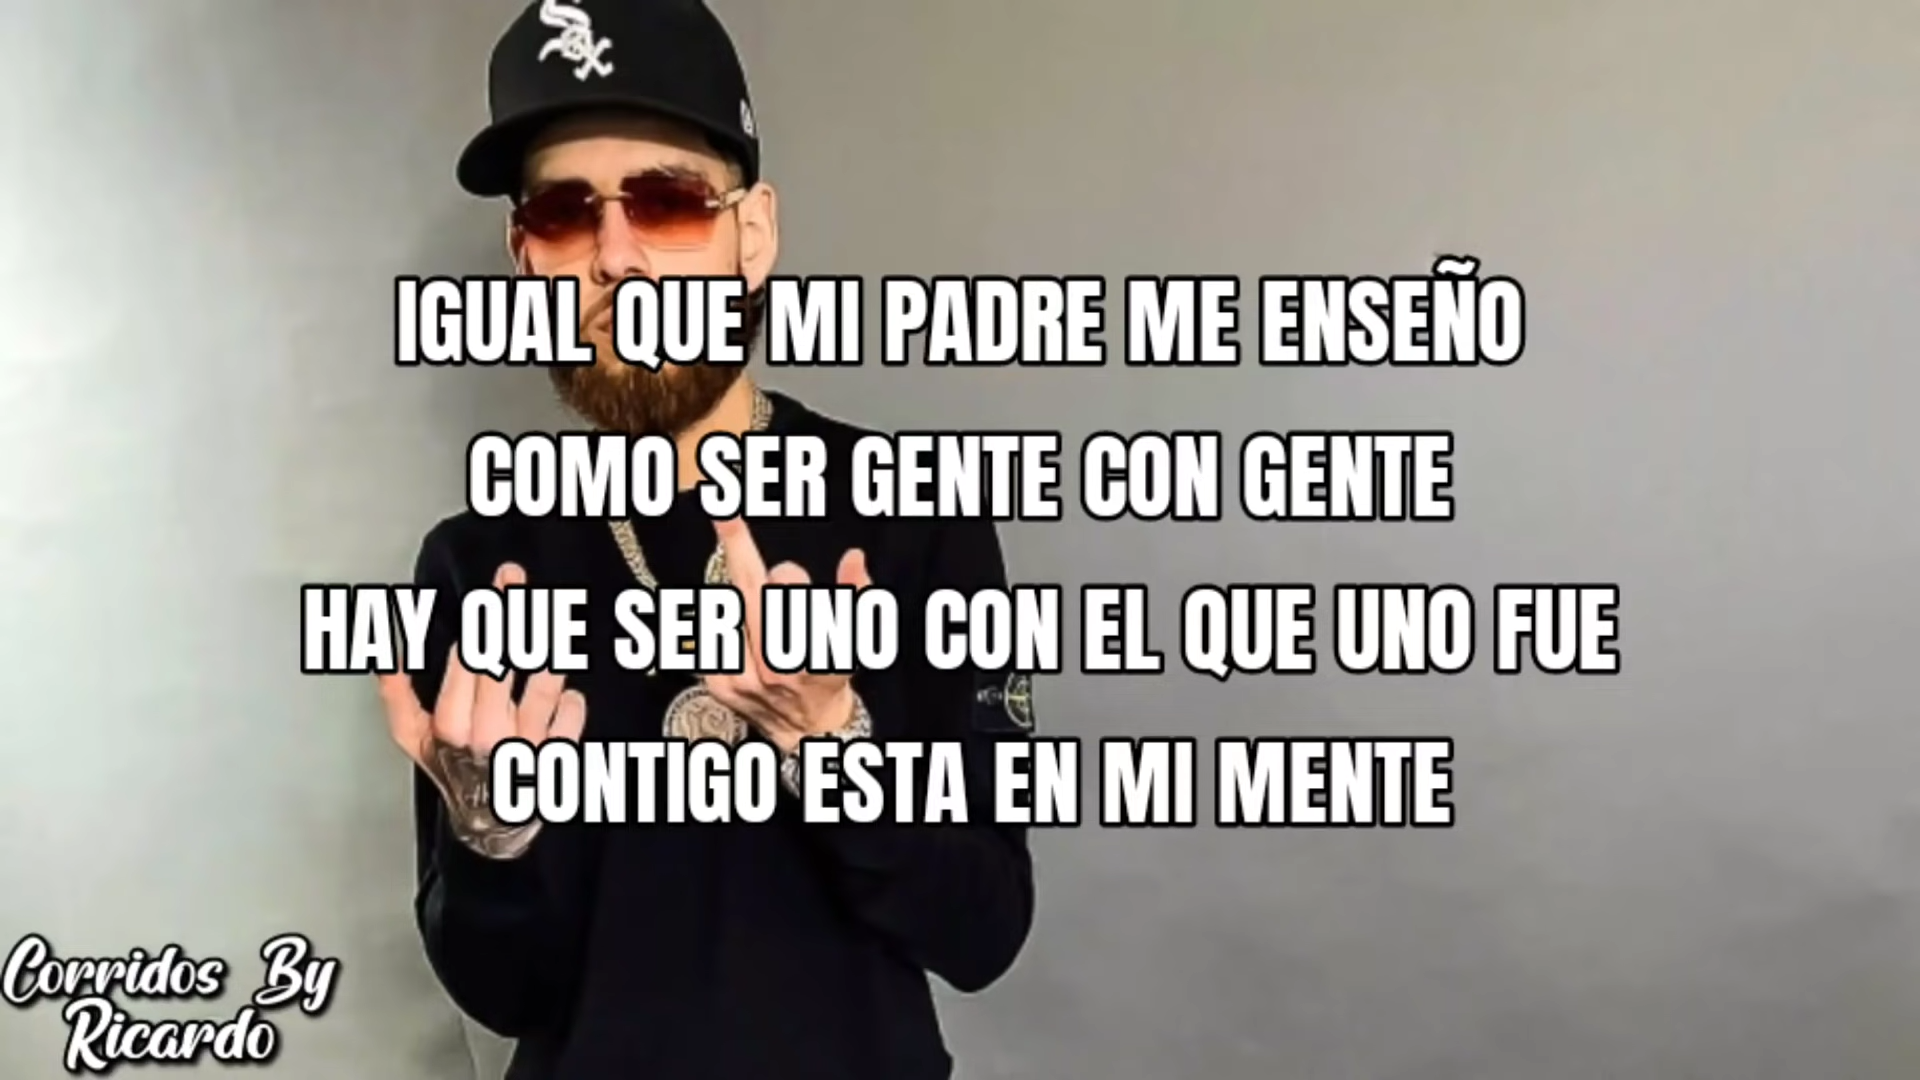 Sox
IGUAL QUE MI PADRE ME ENSEÑO
COMO SER GENTE CON GENTE
HAY QUE SER UNO CON EL QUE UNO FUE
CONTIGO ESTA EN MI MENTE
Corridos By
Ricardo